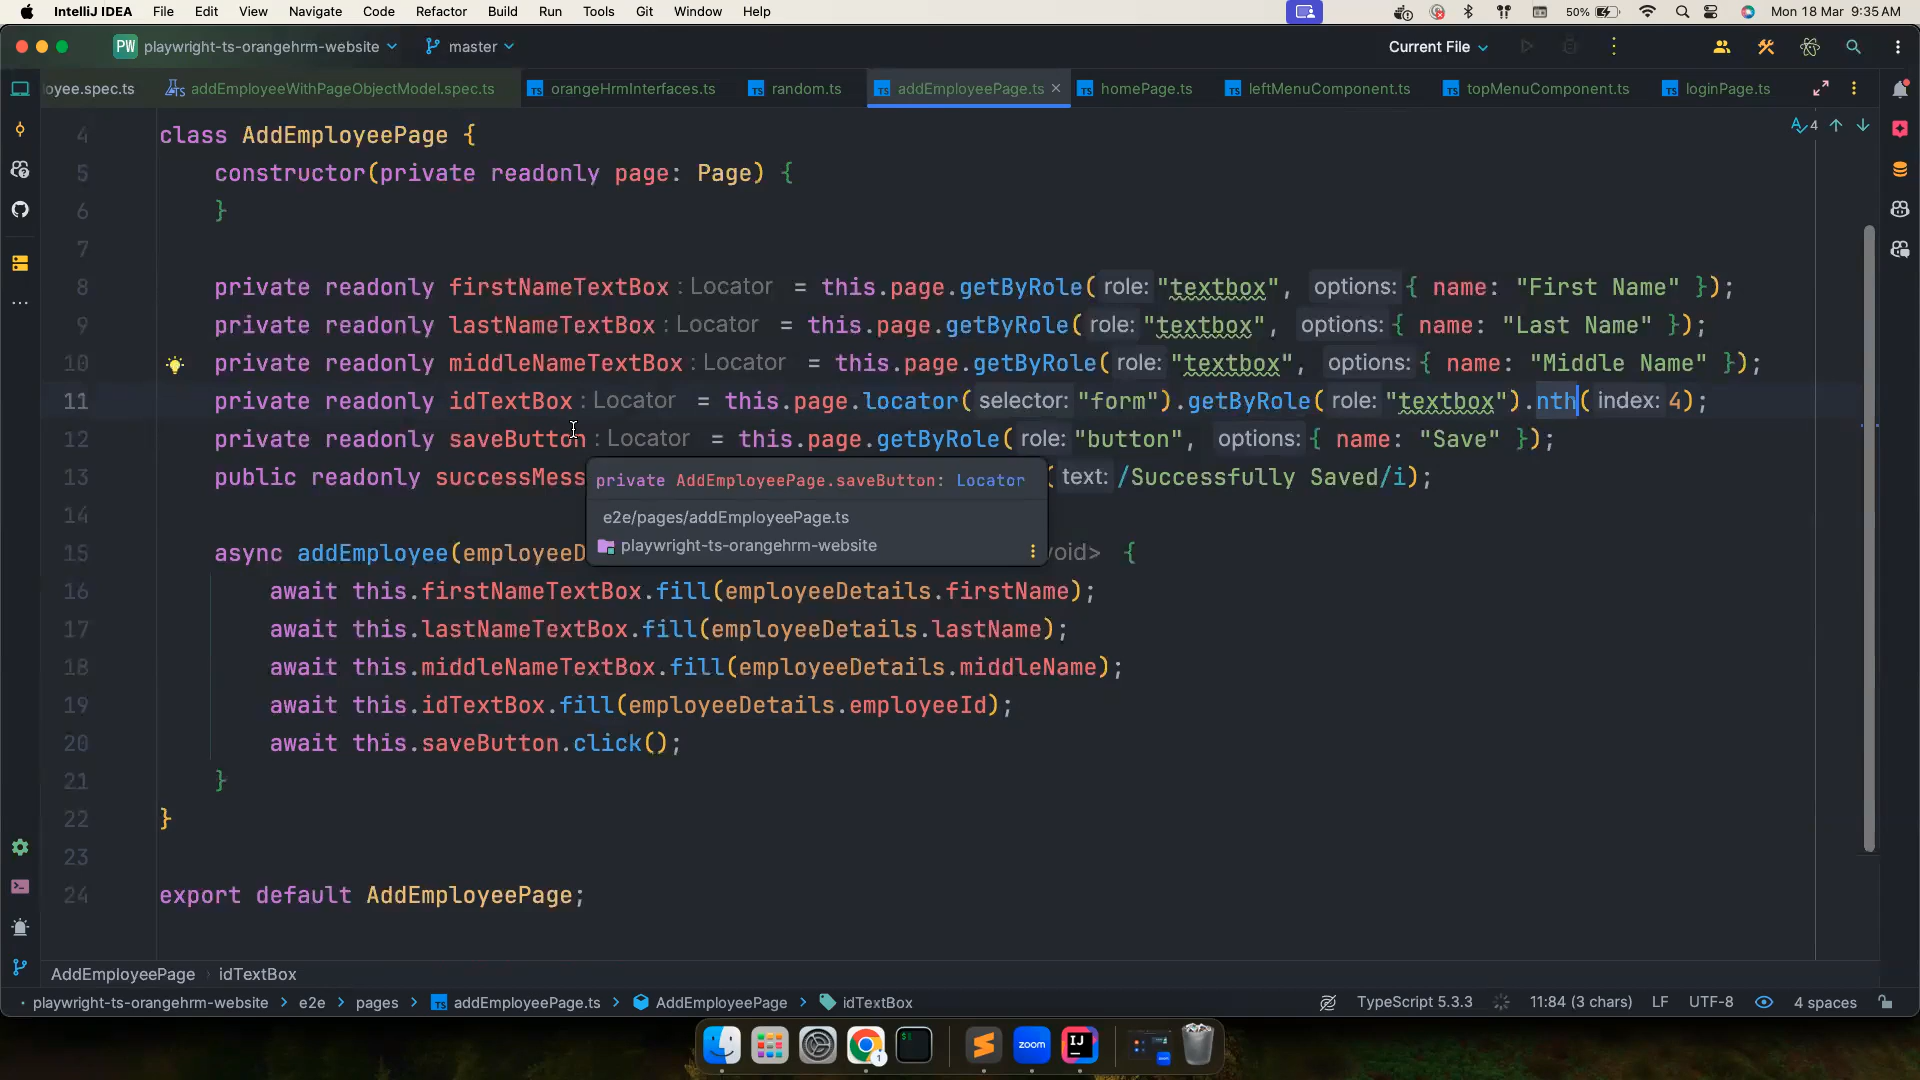 IntelliJ IDEA File Edit View Navigate Code Refactor Build Run Tools Git Window Help 50% Mon 18 Mar 9:35 AM
PW playwright-ts-orangehrm-website master Current File
oyee.spec.ts addEmployeeWithPageObjectModel.spec.ts orangeHrmInterfaces.ts random.ts addEmployeePage.ts homePage.ts leftMenuComponent.ts topMenuComponent.ts loginPage.ts
4 class AddEmployeePage { 4
5 constructor(private readonly page: Page) {
6 }
7
8 private readonly firstNameTextBox : Locator = this.page.getByRole( role: "textbox", options: { name: "First Name" });
9 private readonly lastNameTextBox : Locator = this.page.getByRole( role: "textbox", options: { name: "Last Name" });
10 private readonly middleNameTextBox : Locator = this.page.getByRole( role: "textbox", options: { name: "Middle Name" });
11 private readonly idTextBox : Locator = this.page.locator( selector: "form").getByRole( role: "textbox").nth( index: 4);
12 private readonly saveButton : Locator = this.page.getByRole( role: "button", options: { name: "Save" });
13 public readonly successMess ( text: /Successfully Saved/i);
private AddEmployeePage.saveButton: Locator
e2e/pages/addEmployeePage.ts
playwright-ts-orangehrm-website
14
15 async addEmployee(employeeD void> {
16 await this.firstNameTextBox.fill(employeeDetails.firstName);
17 await this.lastNameTextBox.fill(employeeDetails.lastName);
18 await this.middleNameTextBox.fill(employeeDetails.middleName);
19 await this.idTextBox.fill(employeeDetails.employeeId);
20 await this.saveButton.click();
21 }
22 }
23
24 export default AddEmployeePage;
AddEmployeePage › idTextBox
playwright-ts-orangehrm-website › e2e › pages › addEmployeePage.ts › AddEmployeePage › idTextBox TypeScript 5.3.3 11:84 (3 chars) LF UTF-8 4 spaces
1 zoom IJ